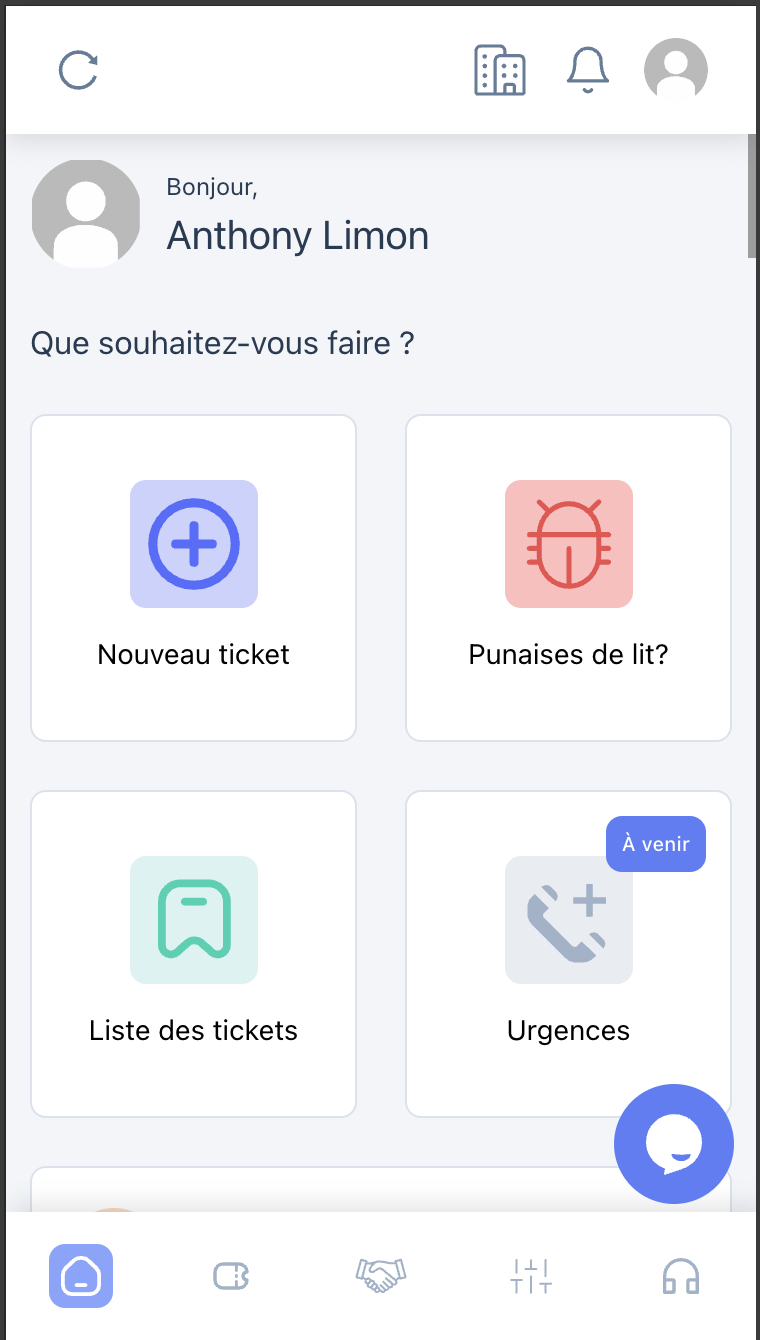 Bonjour,
Anthony Limon
Que souhaitez-vous faire ?
Nouveau ticket
Punaises de lit?
À venir
Liste des tickets
Urgences